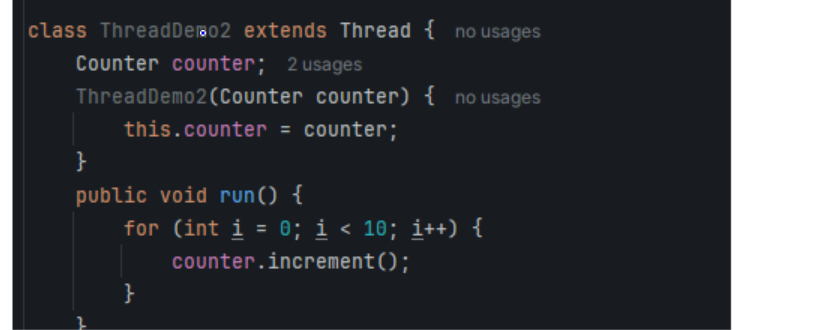 class ThreadDemo2 extends Thread {  no usages
    Counter counter;  2 usages
    ThreadDemo2(Counter counter) {  no usages
        this.counter = counter;
    }
    public void run() {
        for (int i = 0; i < 10; i++) {
            counter.increment();
        }
    }